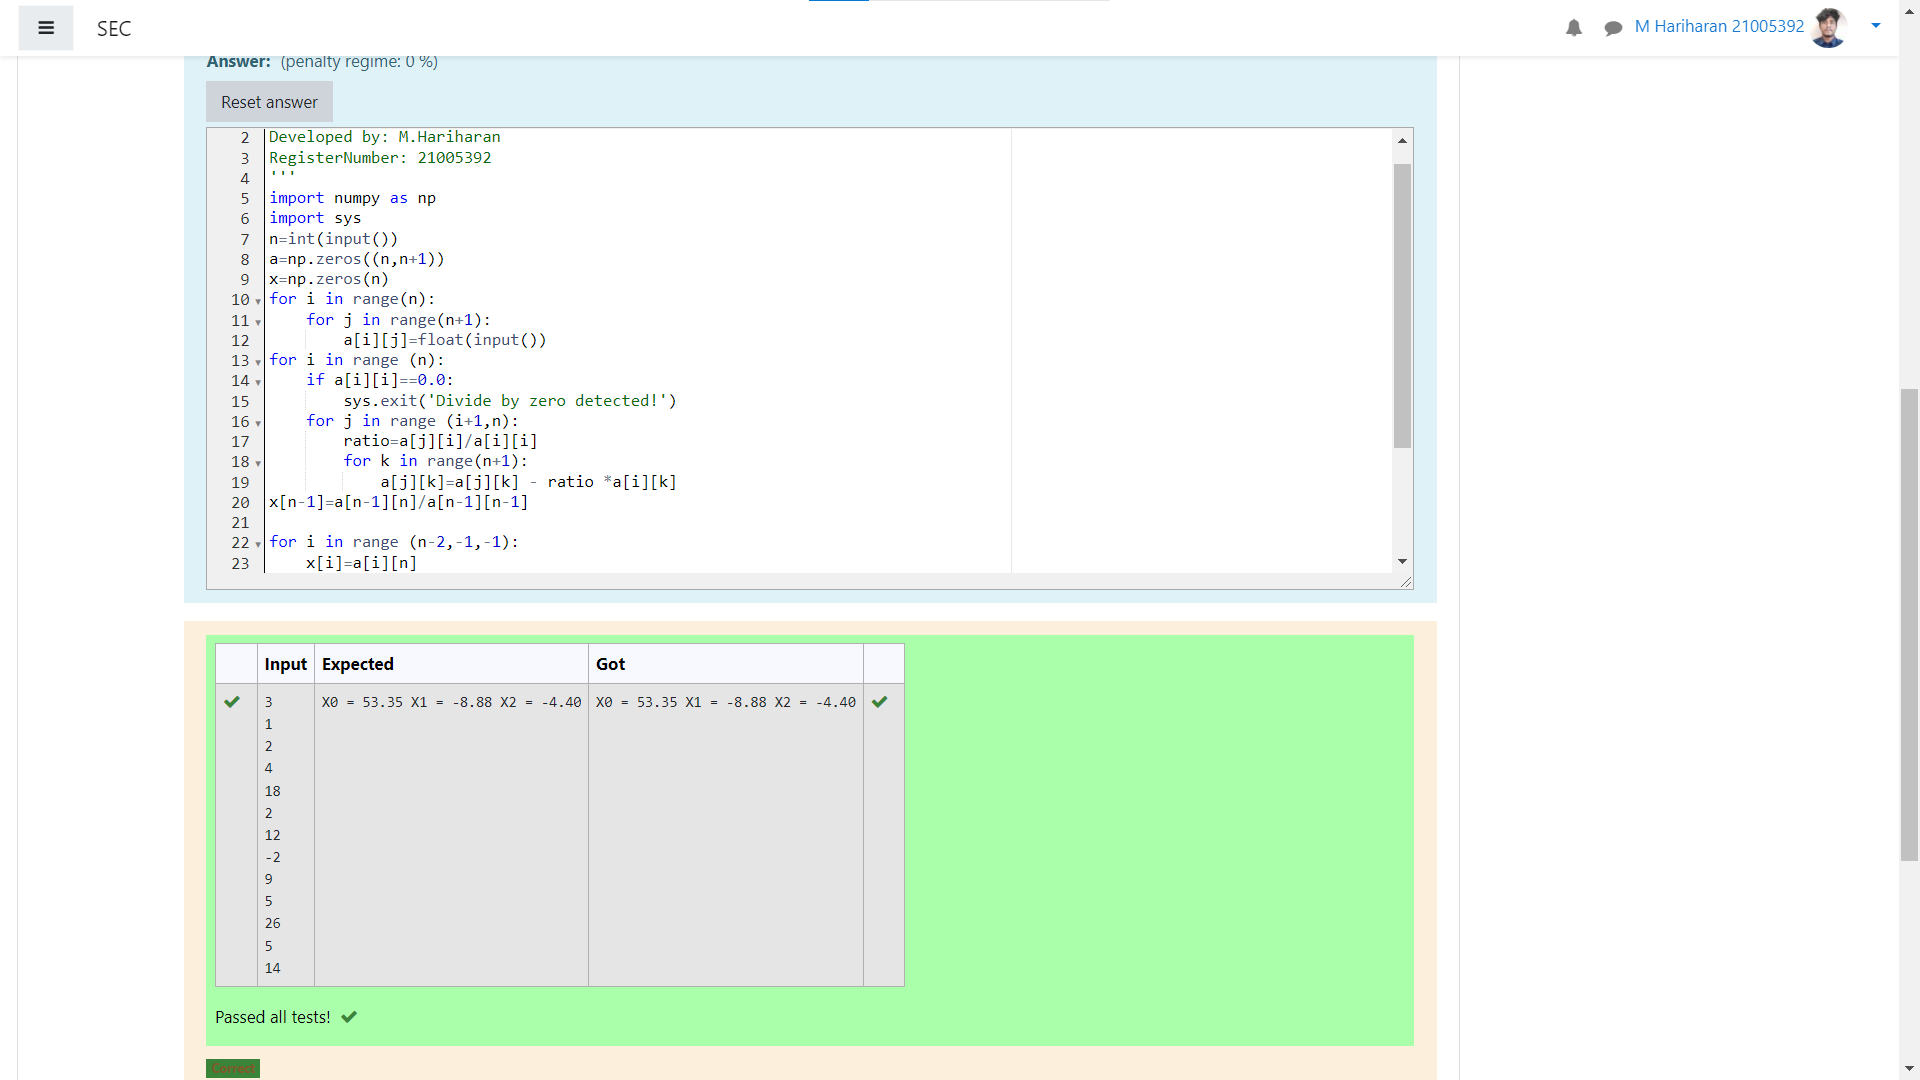 SEC
M Hariharan 21005392
Answer: (penalty regime: 0 %)
Reset answer
2 Developed by: M.Hariharan
3 RegisterNumber: 21005392
4 '''
5 import numpy as np
6 import sys
7 n=int(input())
8 a=np.zeros((n,n+1))
9 x=np.zeros(n)
10 for i in range(n):
11     for j in range(n+1):
12         a[i][j]=float(input())
13 for i in range (n):
14     if a[i][i]==0.0:
15         sys.exit('Divide by zero detected!')
16     for j in range (i+1,n):
17         ratio=a[j][i]/a[i][i]
18         for k in range(n+1):
19             a[j][k]=a[j][k] - ratio *a[i][k]
20 x[n-1]=a[n-1][n]/a[n-1][n-1]
21
22 for i in range (n-2,-1,-1):
23     x[i]=a[i][n]
Input Expected Got
3 X0 = 53.35 X1 = -8.88 X2 = -4.40 X0 = 53.35 X1 = -8.88 X2 = -4.40
1
2
4
18
2
12
-2
9
5
26
5
14
Passed all tests!
Correct